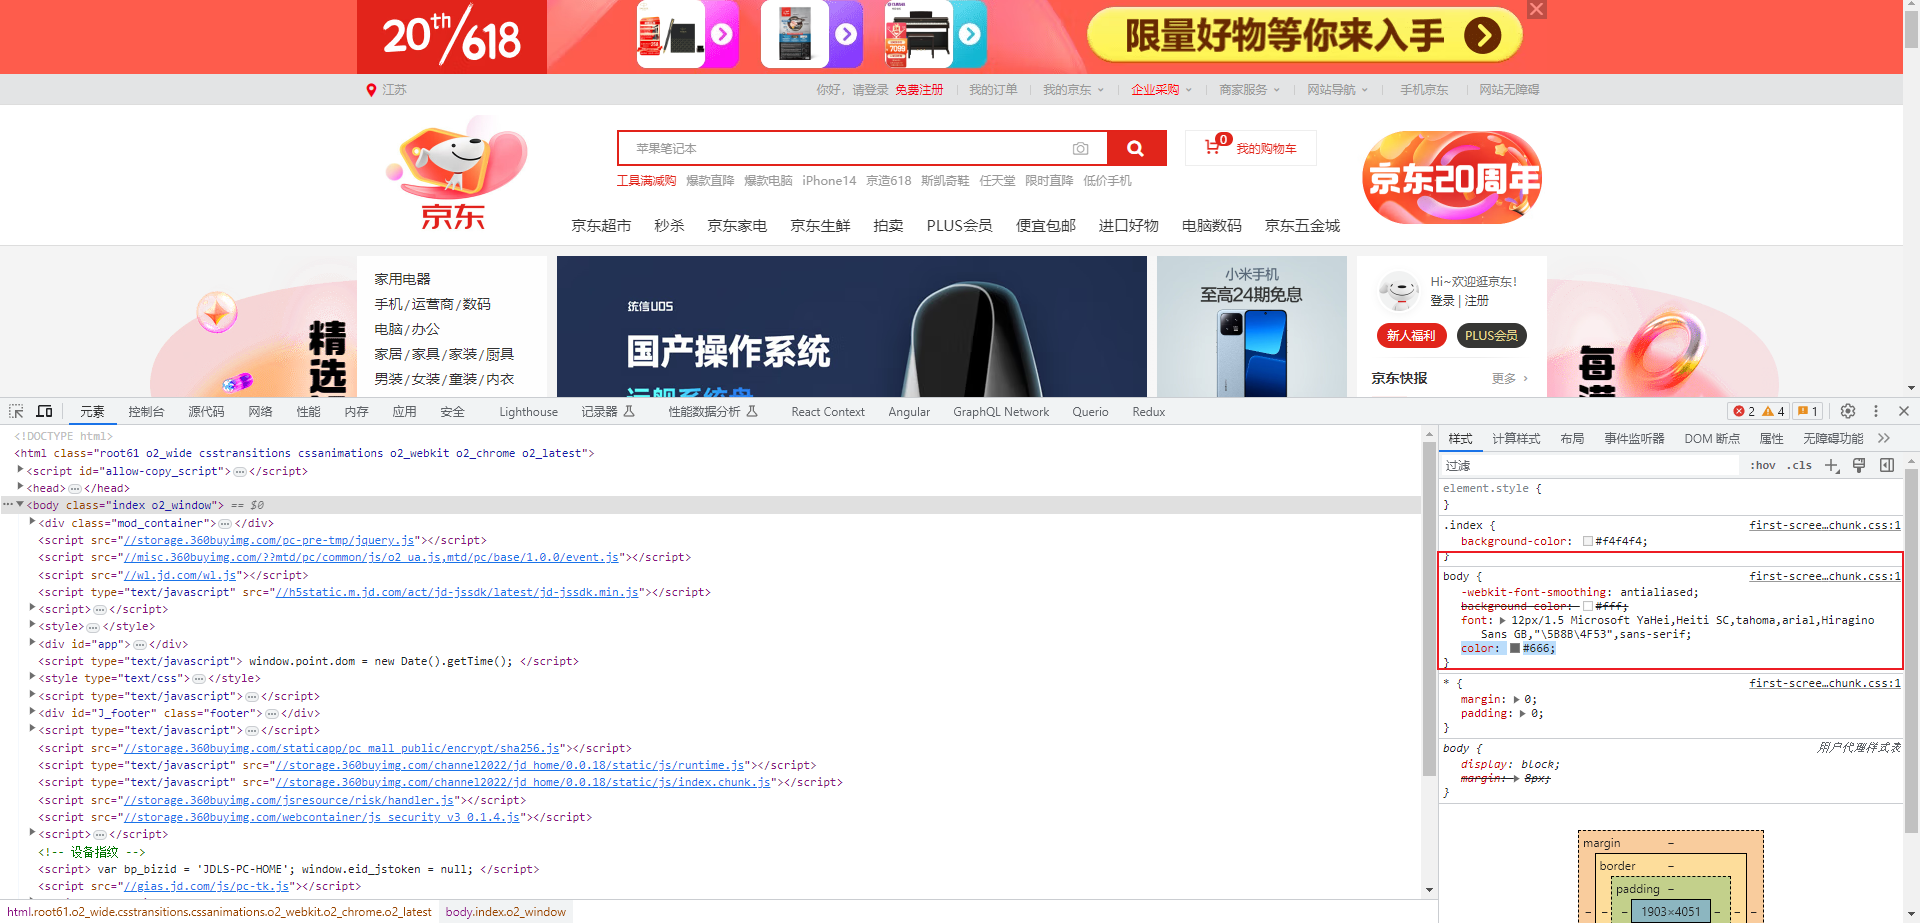 20th/618
限量好物等你来入手
江苏
你好，请登录 免费注册 我的订单 我的京东 企业采购 商家服务 网站导航 手机京东 网站无障碍
苹果笔记本
0 我的购物车
京东20周年
工具满减购 爆款直降 爆款电脑 iPhone14 京造618 斯凯奇鞋 任天堂 限时直降 低价手机
京东
京东超市 秒杀 京东家电 京东生鲜 拍卖 PLUS会员 便宜包邮 进口好物 电脑数码 京东五金城
精选
家用电器
手机/运营商/数码
电脑/办公
家居/家具/家装/厨具
男装/女装/童装/内衣
统信UOS
国产操作系统
小米手机
至高24期免息
Hi~欢迎逛京东!
登录 | 注册
新人福利 PLUS会员
京东快报 更多
每满
元素 控制台 源代码 网络 性能 内存 应用 安全 Lighthouse 记录器 性能数据分析 React Context Angular GraphQL Network Querio Redux 2 4 1
<!DOCTYPE html>
<html class="root61 o2_wide csstransitions cssanimations o2_webkit o2_chrome o2_latest">
<script id="allow-copy_script">…</script>
<head>…</head>
<body class="index o2_window"> == $0
<div class="mod_container">…</div>
<script src="//storage.360buyimg.com/pc-pre-tmp/jquery.js"></script>
<script src="//misc.360buyimg.com/??mtd/pc/common/js/o2_ua.js,mtd/pc/base/1.0.0/event.js"></script>
<script src="//wl.jd.com/wl.js"></script>
<script type="text/javascript" src="//h5static.m.jd.com/act/jd-jssdk/latest/jd-jssdk.min.js"></script>
<script>…</script>
<style>…</style>
<div id="app">…</div>
<script type="text/javascript"> window.point.dom = new Date().getTime(); </script>
<style type="text/css">…</style>
<script type="text/javascript">…</script>
<div id="J_footer" class="footer">…</div>
<script type="text/javascript">…</script>
<script src="//storage.360buyimg.com/staticapp/pc_mall_public/encrypt/sha256.js"></script>
<script type="text/javascript" src="//storage.360buyimg.com/channel2022/jd_home/0.0.18/static/js/runtime.js"></script>
<script type="text/javascript" src="//storage.360buyimg.com/channel2022/jd_home/0.0.18/static/js/index.chunk.js"></script>
<script src="//storage.360buyimg.com/jsresource/risk/handler.js"></script>
<script src="//storage.360buyimg.com/webcontainer/js_security_v3_0.1.4.js"></script>
<script>…</script>
<!-- 设备指纹 -->
<script> var bp_bizid = 'JDLS-PC-HOME'; window.eid_jstoken = null; </script>
<script src="//gias.jd.com/js/pc-tk.js"></script>
html.root61.o2_wide.csstransitions.cssanimations.o2_webkit.o2_chrome.o2_latest body.index.o2_window
样式 计算样式 布局 事件监听器 DOM 断点 属性 无障碍功能
过滤 :hov .cls
element.style {
}
.index { first-scree…chunk.css:1
background-color: #f4f4f4;
}
body { first-scree…chunk.css:1
-webkit-font-smoothing: antialiased;
background-color: #fff;
font: 12px/1.5 Microsoft YaHei,Heiti SC,tahoma,arial,Hiragino
Sans GB,"\5B8B\4F53",sans-serif;
color: #666;
}
* { first-scree…chunk.css:1
margin: 0;
padding: 0;
}
body { 用户代理样式表
display: block;
margin: 8px;
}
margin –
border –
padding –
– – – 1903×4051 – – –